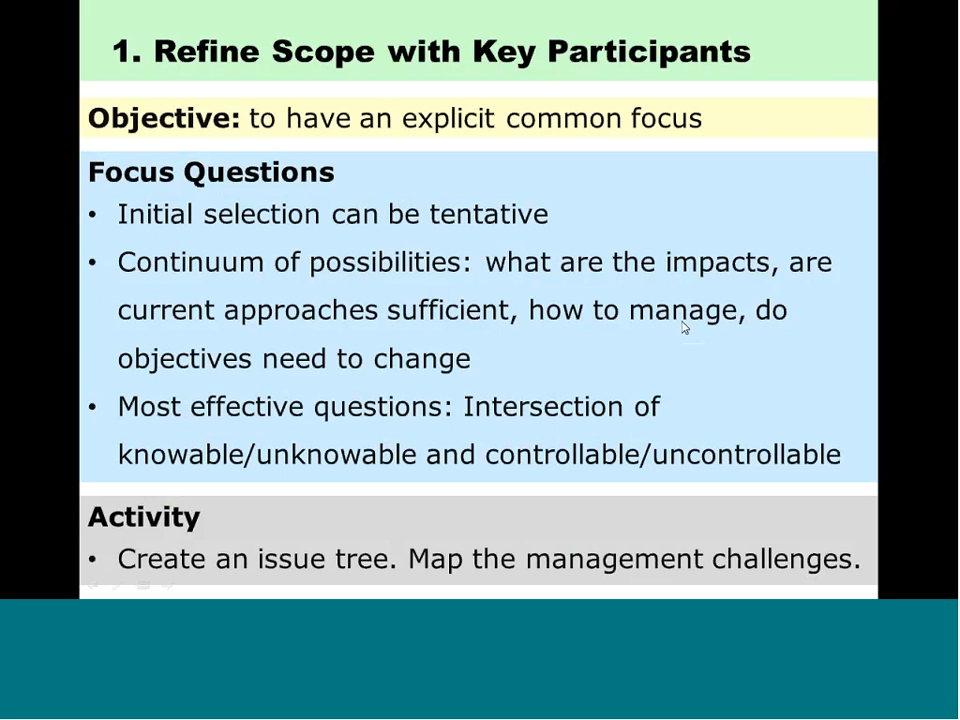 1. Refine Scope with Key Participants
Objective: to have an explicit common focus
Focus Questions
• Initial selection can be tentative
• Continuum of possibilities: what are the impacts, are
current approaches sufficient, how to manage, do
objectives need to change
• Most effective questions: Intersection of
knowable/unknowable and controllable/uncontrollable
Activity
• Create an issue tree. Map the management challenges.